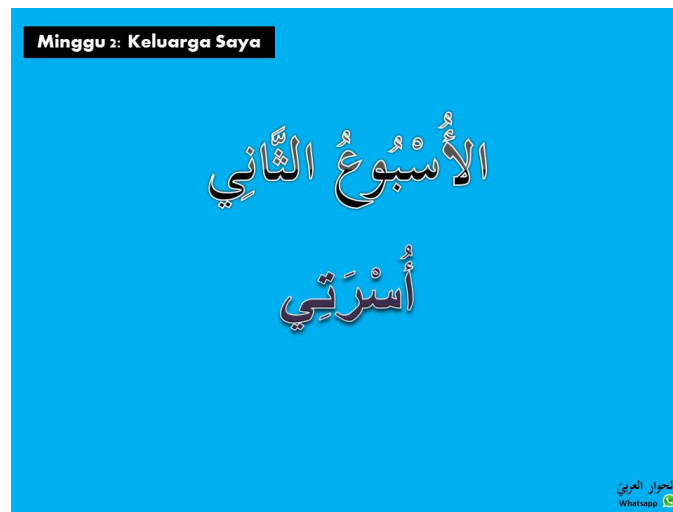 Minggu 2: Keluarga Saya
الأُسْبُوعُ الثَّانِي
أُسْرَتِي
الحوار العربيّ
Whatsapp